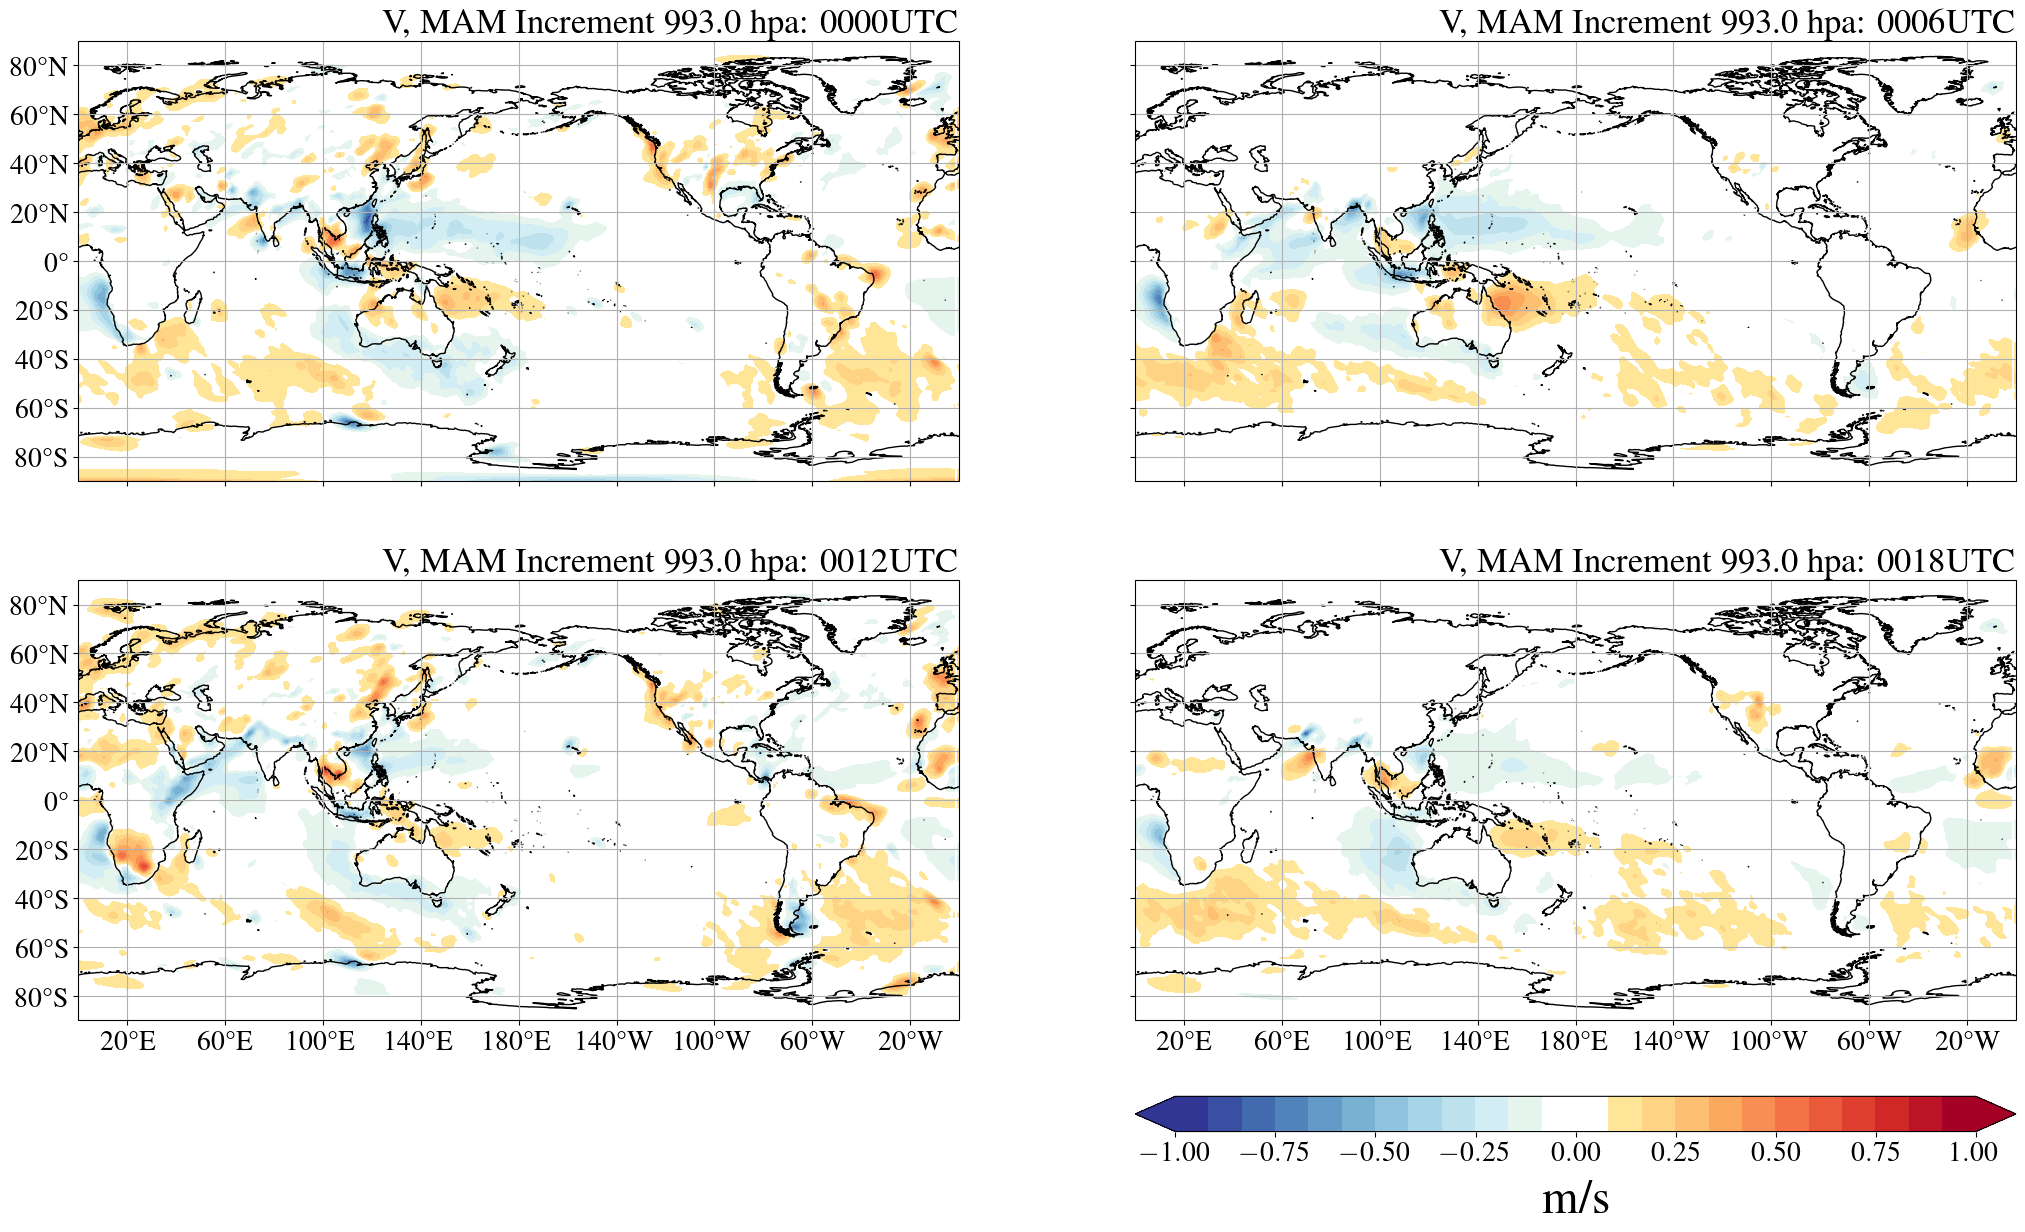 V, MAM Increment 993.0 hpa: 0000UTC
V, MAM Increment 993.0 hpa: 0006UTC
80°N
60°N
40°N
20°N
0°
20°S
40°S
60°S
80°S
V, MAM Increment 993.0 hpa: 0012UTC
V, MAM Increment 993.0 hpa: 0018UTC
80°N
60°N
40°N
20°N
0°
20°S
40°S
60°S
80°S
20°E 60°E 100°E 140°E 180°E 140°W 100°W 60°W 20°W
20°E 60°E 100°E 140°E 180°E 140°W 100°W 60°W 20°W
−1.00 −0.75 −0.50 −0.25 0.00 0.25 0.50 0.75 1.00
m/s